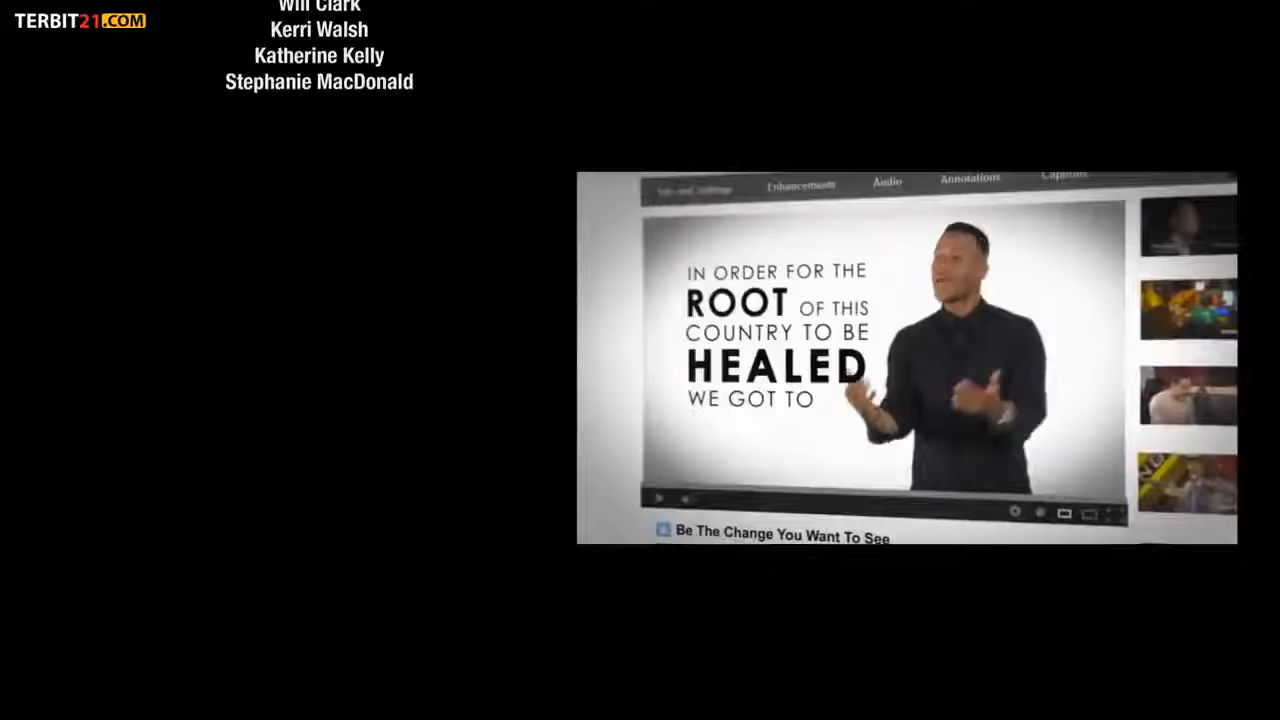 TERBIT21.COM
Will Clark
Kerri Walsh
Katherine Kelly
Stephanie MacDonald
Enhancements Audio Annotations Captions
IN ORDER FOR THE
ROOT OF THIS
COUNTRY TO BE
HEALED
WE GOT TO
Be The Change You Want To See